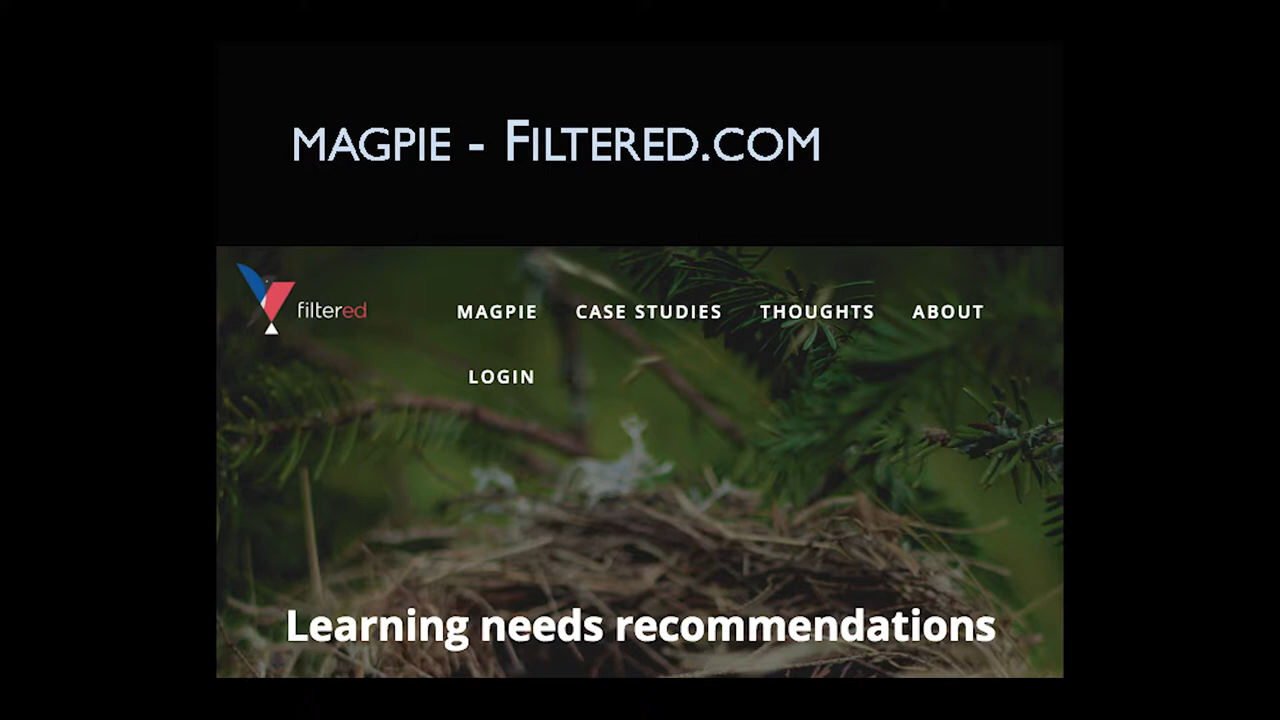 MAGPIE - FILTERED.COM
filtered
MAGPIE CASE STUDIES THOUGHTS ABOUT
LOGIN
Learning needs recommendations